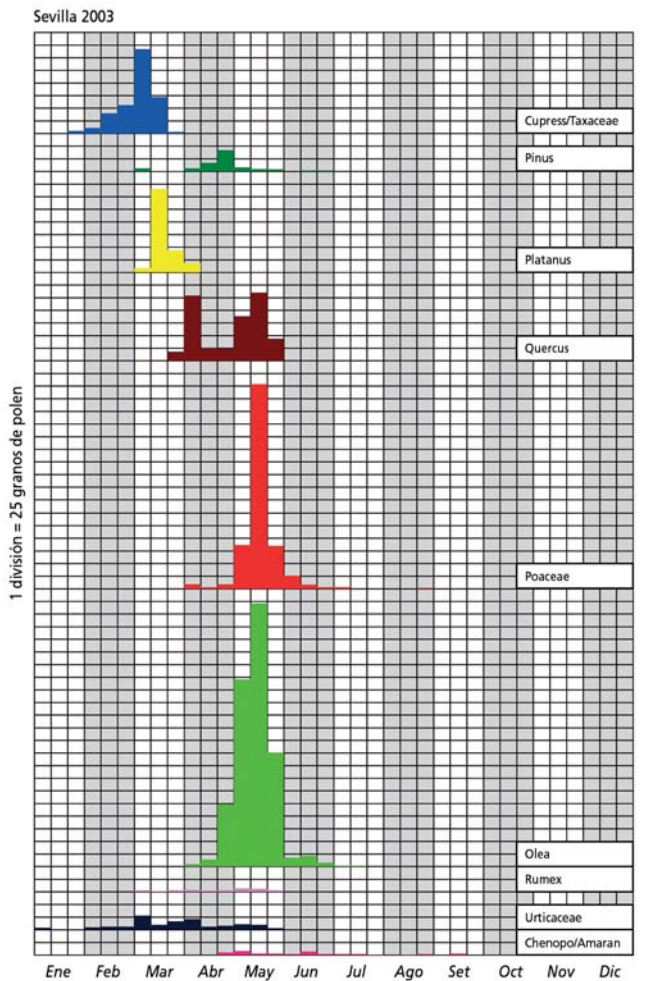 Sevilla 2003
Cupress/Taxaceae
Pinus
Platanus
Quercus
1 división = 25 granos de polen
Poaceae
Olea
Rumex
Urticaceae
Chenopo/Amaran
Ene Feb Mar Abr May Jun Jul Ago Set Oct Nov Dic